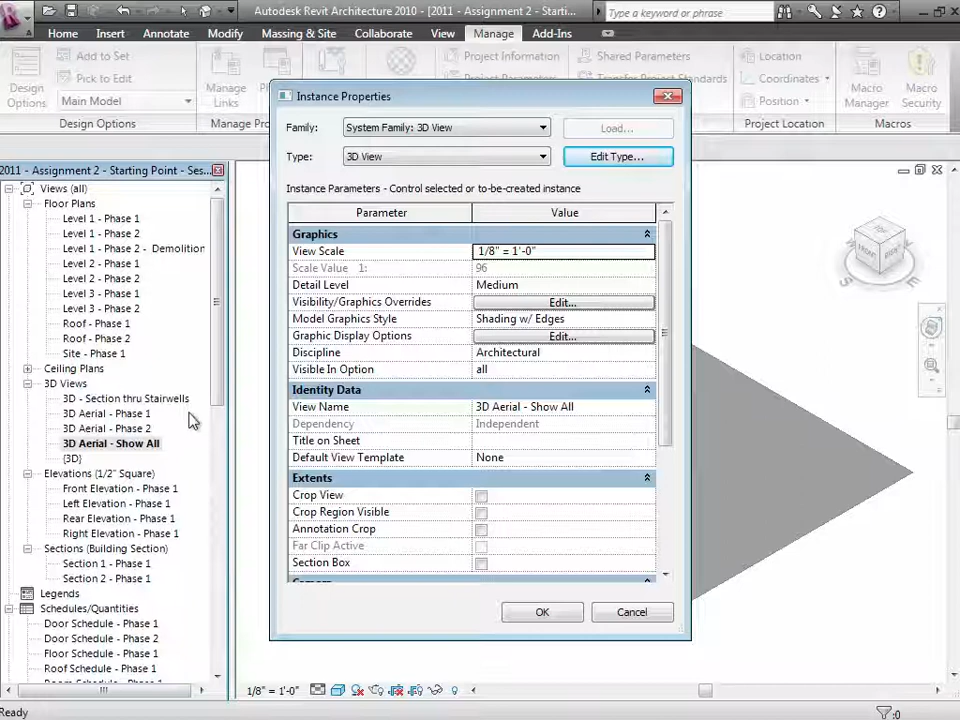 Autodesk Revit Architecture 2010 - [2011 - Assignment 2 - Starti...
Type a keyword or phrase
Home Insert Annotate Modify Massing & Site Collaborate View Manage Add-Ins
Design Options
Add to Set
Pick to Edit
Main Model
Design Options
Manage Links
Manage Pr
Project Information
Shared Parameters
Location
Coordinates
Position
Project Location
Macro Manager
Macro Security
Macros
2011 - Assignment 2 - Starting Point - Ses...
Views (all)
Floor Plans
Level 1 - Phase 1
Level 1 - Phase 2
Level 1 - Phase 2 - Demolition
Level 2 - Phase 1
Level 2 - Phase 2
Level 3 - Phase 1
Level 3 - Phase 2
Roof - Phase 1
Roof - Phase 2
Site - Phase 1
Ceiling Plans
3D Views
3D - Section thru Stairwells
3D Aerial - Phase 1
3D Aerial - Phase 2
3D Aerial - Show All
{3D}
Elevations (1/2" Square)
Front Elevation - Phase 1
Left Elevation - Phase 1
Rear Elevation - Phase 1
Right Elevation - Phase 1
Sections (Building Section)
Section 1 - Phase 1
Section 2 - Phase 1
Legends
Schedules/Quantities
Door Schedule - Phase 1
Door Schedule - Phase 2
Floor Schedule - Phase 1
Roof Schedule - Phase 1
Instance Properties
Family: System Family: 3D View Load...
Type: 3D View Edit Type...
Instance Parameters - Control selected or to-be-created instance
Parameter Value
Graphics
View Scale 1/8" = 1'-0"
Scale Value 1: 96
Detail Level Medium
Visibility/Graphics Overrides Edit...
Model Graphics Style Shading w/ Edges
Graphic Display Options Edit...
Discipline Architectural
Visible In Option all
Identity Data
View Name 3D Aerial - Show All
Dependency Independent
Title on Sheet
Default View Template None
Extents
Crop View
Crop Region Visible
Annotation Crop
Far Clip Active
Section Box
OK Cancel
TOP
FRONT RIGHT
W S E
1/8" = 1'-0"
Ready
:0